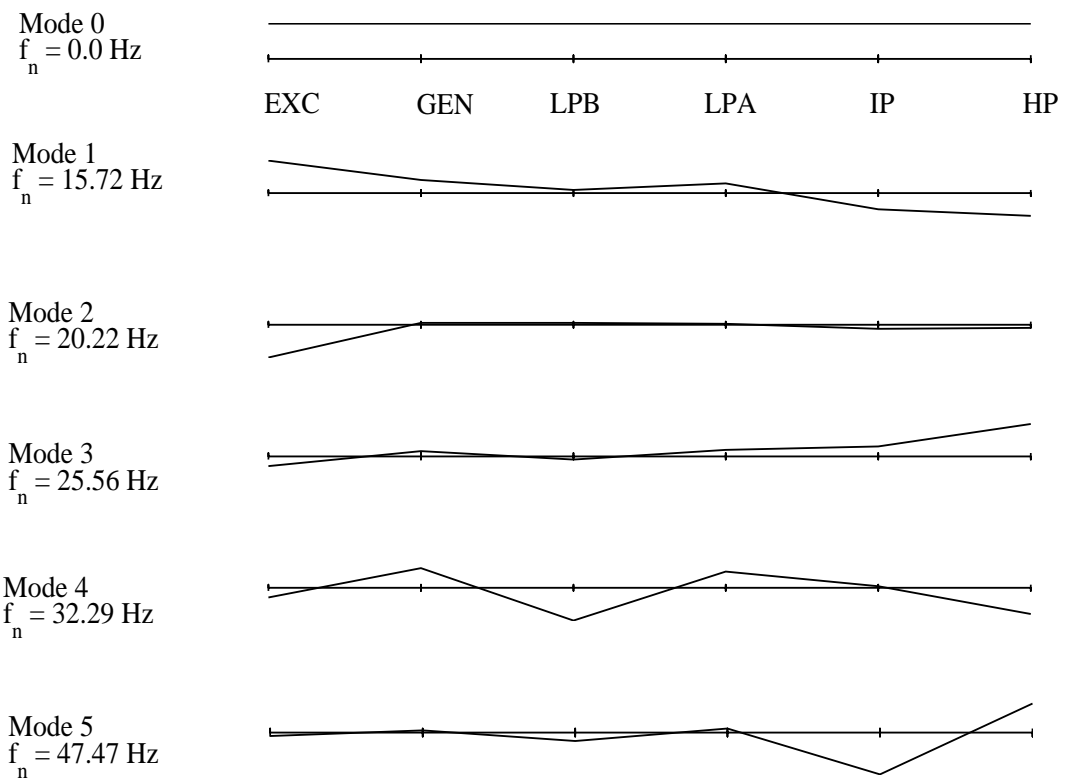 Mode 0
f_n = 0.0 Hz
EXC GEN LPB LPA IP HP
Mode 1
f_n = 15.72 Hz
Mode 2
f_n = 20.22 Hz
Mode 3
f_n = 25.56 Hz
Mode 4
f_n = 32.29 Hz
Mode 5
f_n = 47.47 Hz